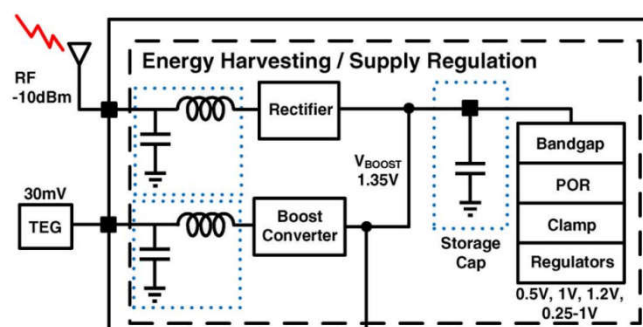 Energy Harvesting / Supply Regulation
RF
-10dBm
Rectifier
Bandgap
VBOOST
1.35V
POR
30mV
TEG
Boost
Converter
Clamp
Storage
Cap
Regulators
0.5V, 1V, 1.2V,
0.25-1V